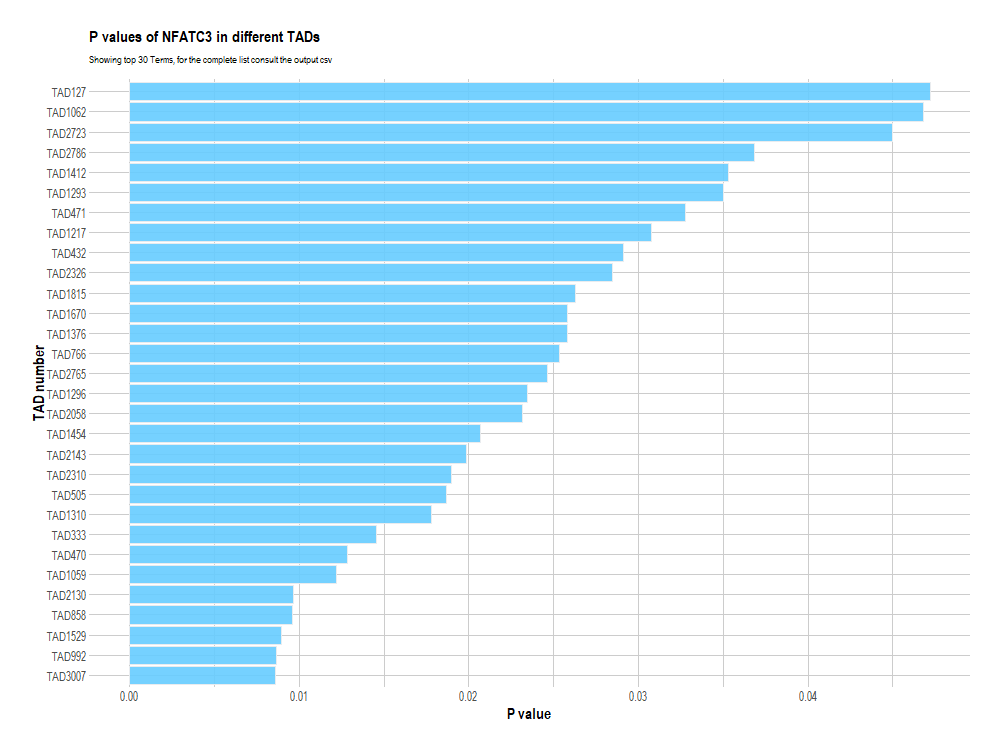 P values of NFATC3 in different TADs
Showing top 30 Terms, for the complete list consult the output csv
TAD127
TAD1062
TAD2723
TAD2786
TAD1412
TAD1293
TAD471
TAD1217
TAD432
TAD2326
TAD1815
TAD1670
TAD1376
TAD766
TAD2765
TAD1296
TAD2058
TAD1454
TAD2143
TAD2310
TAD505
TAD1310
TAD333
TAD470
TAD1059
TAD2130
TAD858
TAD1529
TAD992
TAD3007
TAD number
0.00 0.01 0.02 0.03 0.04
P value